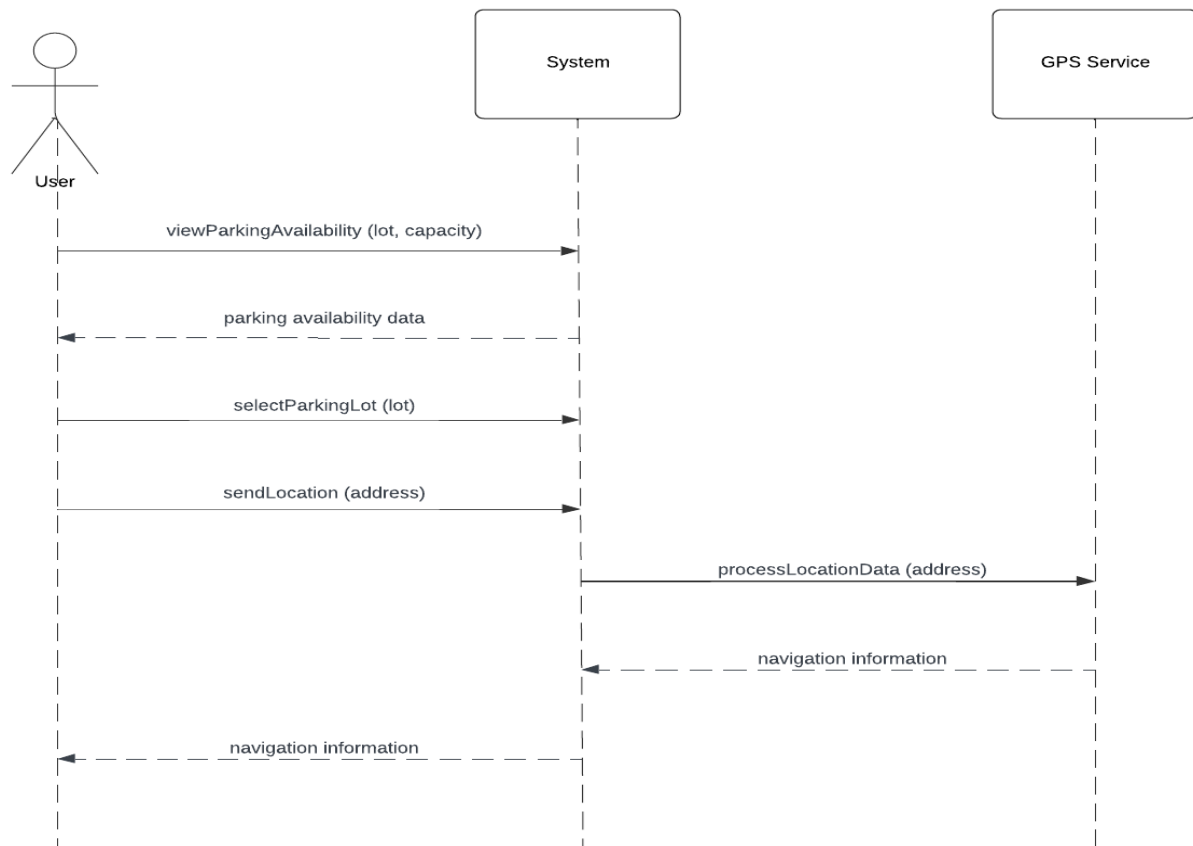 System
GPS Service
User
viewParkingAvailability (lot, capacity)
parking availability data
selectParkingLot (lot)
sendLocation (address)
processLocationData (address)
navigation information
navigation information